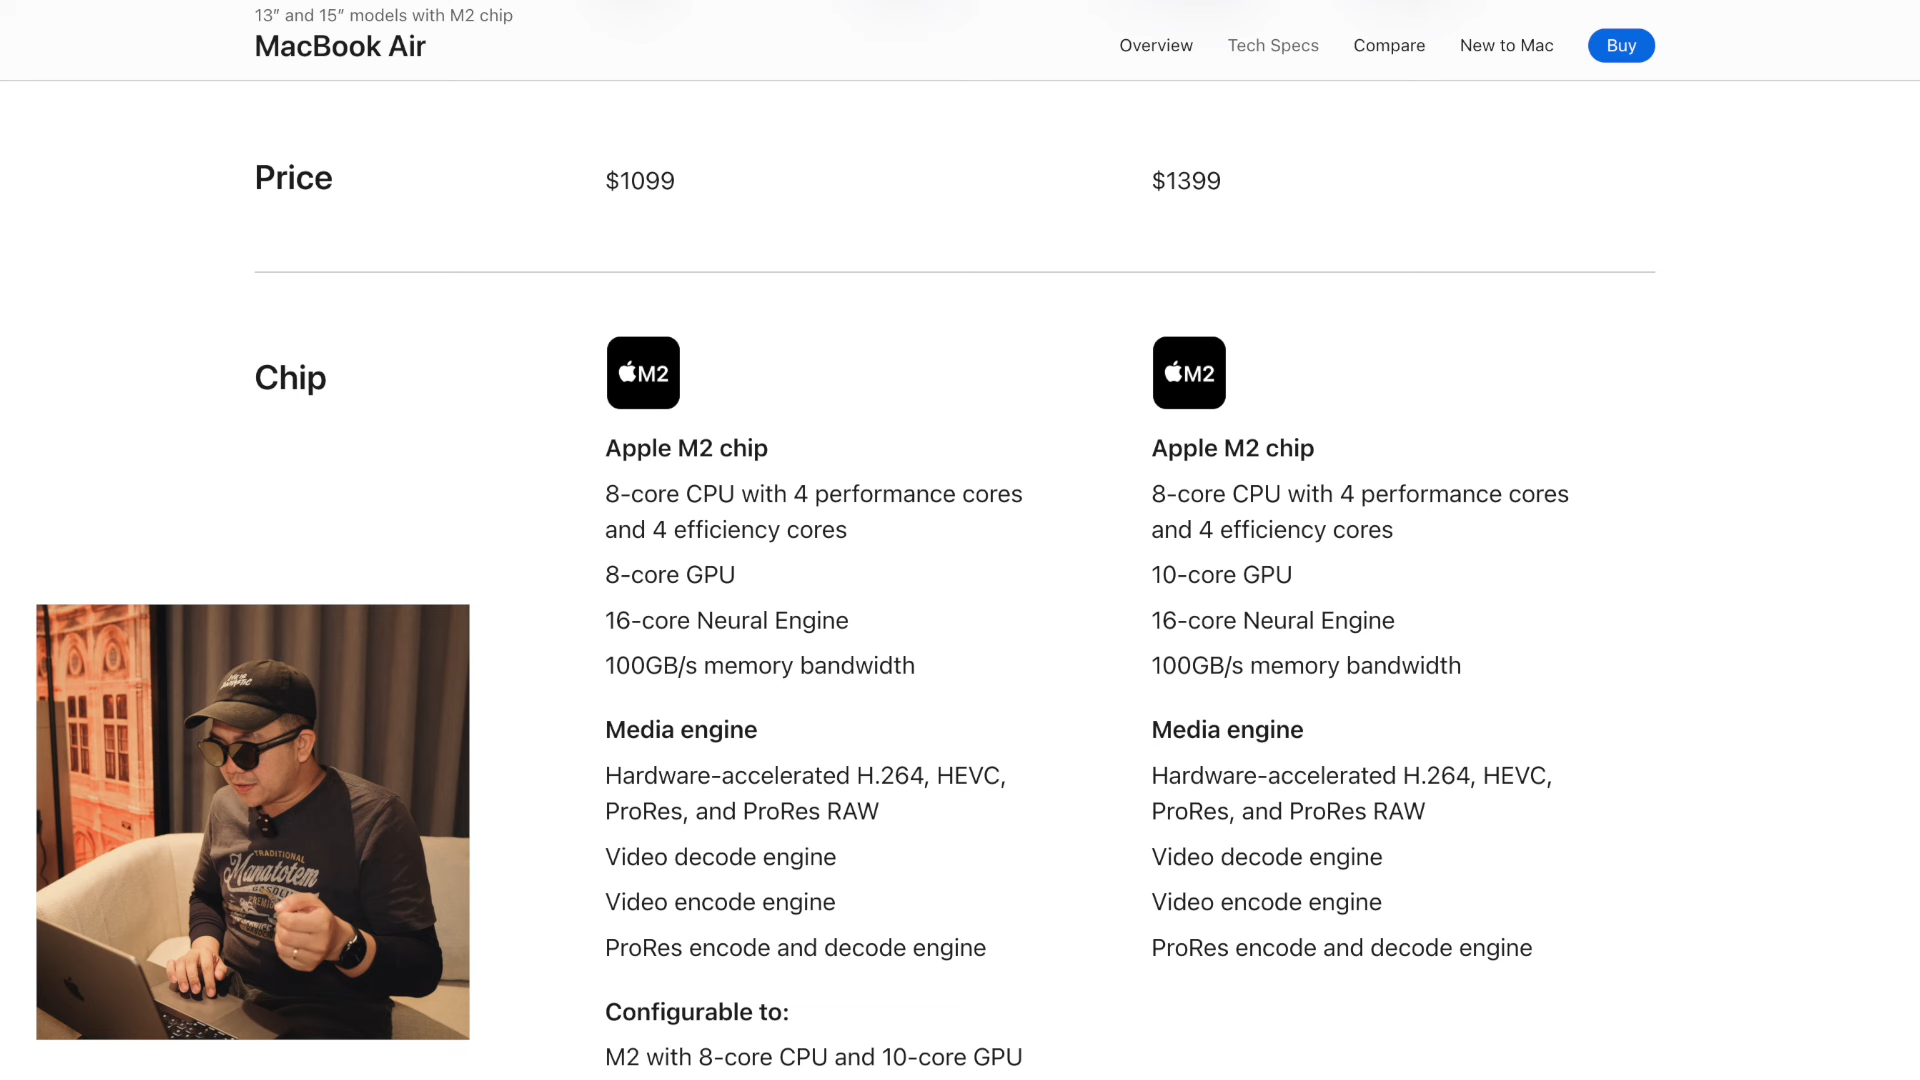 13” and 15” models with M2 chip
MacBook Air
Overview
Tech Specs
Compare
New to Mac
Buy
Price
$1099
$1399
Chip
M2
Apple M2 chip
8-core CPU with 4 performance cores
and 4 efficiency cores
8-core GPU
16-core Neural Engine
100GB/s memory bandwidth
Media engine
Hardware-accelerated H.264, HEVC,
ProRes, and ProRes RAW
Video decode engine
Video encode engine
ProRes encode and decode engine
Configurable to:
M2 with 8-core CPU and 10-core GPU
M2
Apple M2 chip
8-core CPU with 4 performance cores
and 4 efficiency cores
10-core GPU
16-core Neural Engine
100GB/s memory bandwidth
Media engine
Hardware-accelerated H.264, HEVC,
ProRes, and ProRes RAW
Video decode engine
Video encode engine
ProRes encode and decode engine
TRADITIONAL
Manatotem